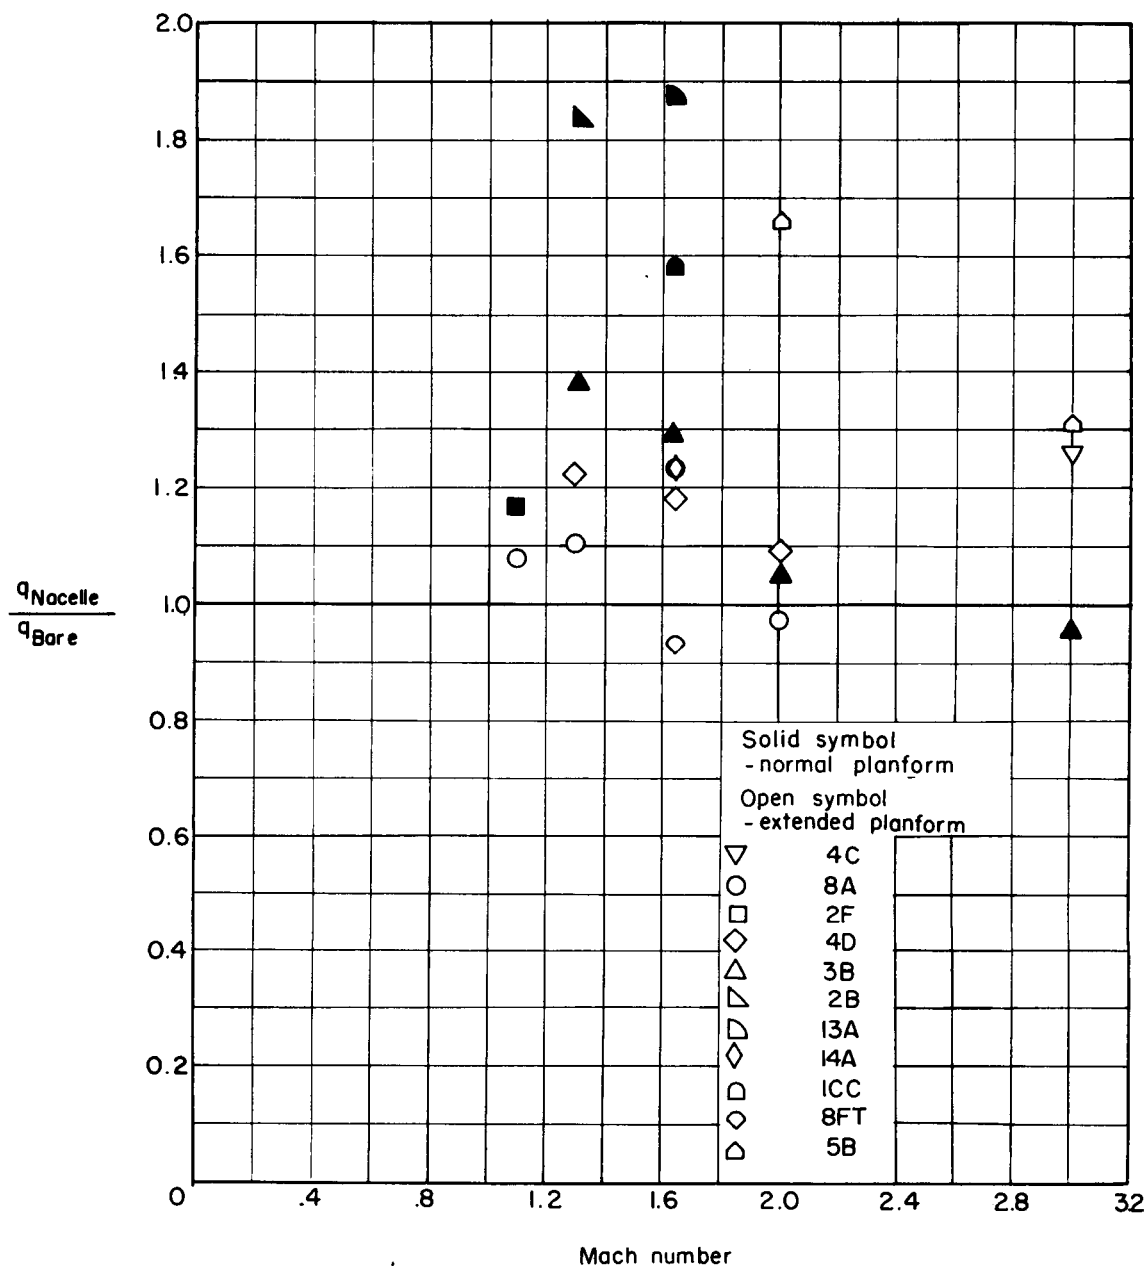 2.0
1.8
1.6
1.4
1.2
1.0
0.8
0.6
0.4
0.2
0
qNacelle
qBare
Solid symbol
- normal planform
Open symbol
- extended planform
4C
8A
2F
4D
3B
2B
13A
14A
1CC
8FT
5B
.4 .8 1.2 1.6 2.0 2.4 2.8 3.2
Mach number